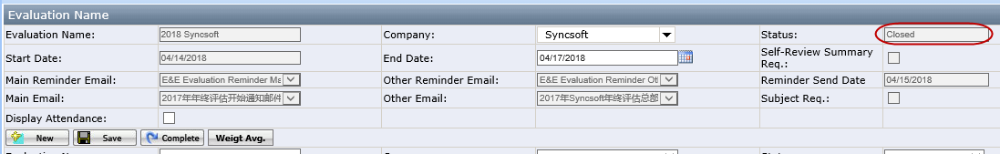 Evaluation Name
Evaluation Name: 2018 Syncsoft Company: Syncsoft Status: Closed
Start Date: 04/14/2018 End Date: 04/17/2018 Self-Review Summary Req.:
Main Reminder Email: E&E Evaluation Reminder Ma Other Reminder Email: E&E Evaluation Reminder Ot Reminder Send Date 04/15/2018
Main Email: 2017年年终评估开始通知邮件 Other Email: 2017年Syncsoft年终评估总部 Subject Req.:
Display Attendance:
New Save Complete Weigt Avg.